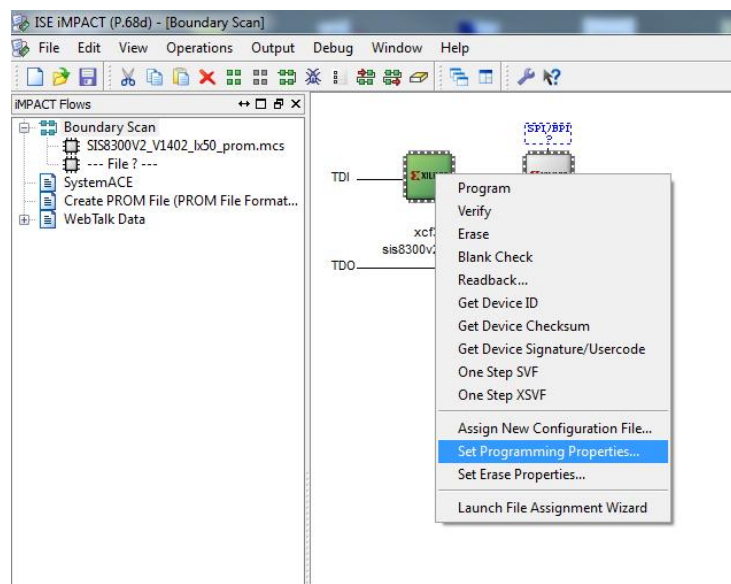 ISE iMPACT (P.68d) - [Boundary Scan]
File Edit View Operations Output Debug Window Help
iMPACT Flows
Boundary Scan
SIS8300V2_V1402_lx50_prom.mcs
--- File ? ---
SystemACE
Create PROM File (PROM File Format...
WebTalk Data
SPI/BPI
?
TDI
TDO
Program
Verify
Erase
Blank Check
Readback...
Get Device ID
Get Device Checksum
Get Device Signature/Usercode
One Step SVF
One Step XSVF
Assign New Configuration File...
Set Programming Properties...
Set Erase Properties...
Launch File Assignment Wizard